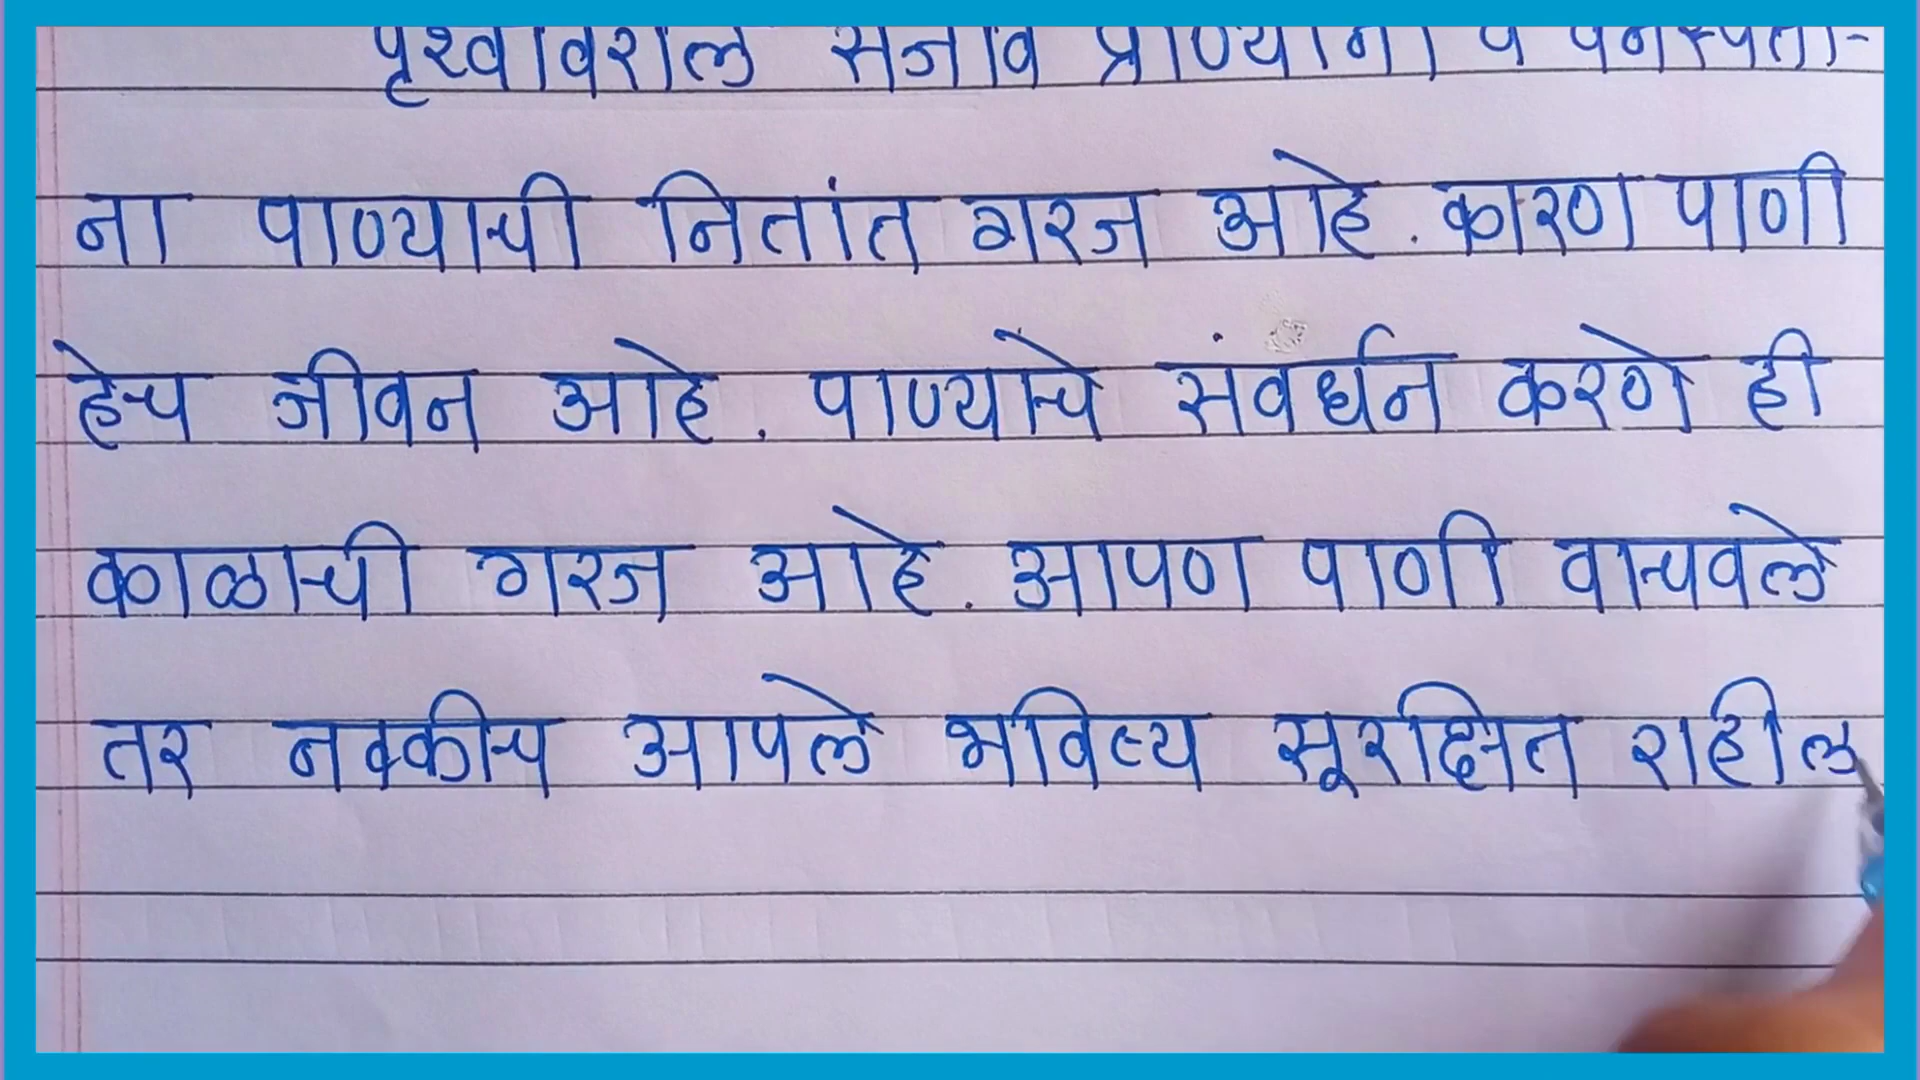 पृथ्वीवरील सजीव प्राण्यांना व वनस्पतीं-
ना पाण्याची नितांत गरज आहे. कारण पाणी
हेच जीवन आहे. पाण्याचे संवर्धन करणे ही
काळाची गरज आहे. आपण पाणी वाचवले
तर नक्कीच आपले भविष्य सूरक्षित राहील